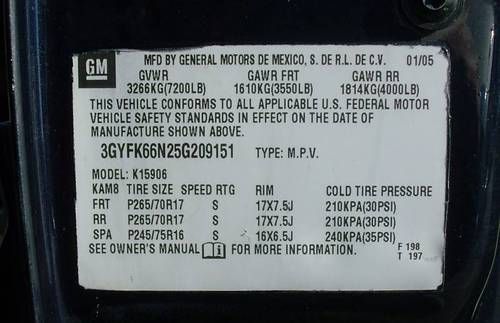 GM
MFD BY GENERAL MOTORS DE MEXICO, S. DE R.L. DE C.V. 01/05
GVWR GAWR FRT GAWR RR
3266KG(7200LB) 1610KG(3550LB) 1814KG(4000LB)
THIS VEHICLE CONFORMS TO ALL APPLICABLE U.S. FEDERAL MOTOR
VEHICLE SAFETY STANDARDS IN EFFECT ON THE DATE OF
MANUFACTURE SHOWN ABOVE.
3GYFK66N25G209151 TYPE: M.P.V.
MODEL: K15906
KAM8 TIRE SIZE SPEED RTG RIM COLD TIRE PRESSURE
FRT P265/70R17 S 17X7.5J 210KPA(30PSI)
RR P265/70R17 S 17X7.5J 210KPA(30PSI)
SPA P245/75R16 S 16X6.5J 240KPA(35PSI)
SEE OWNER'S MANUAL FOR MORE INFORMATION. F 198
T 197